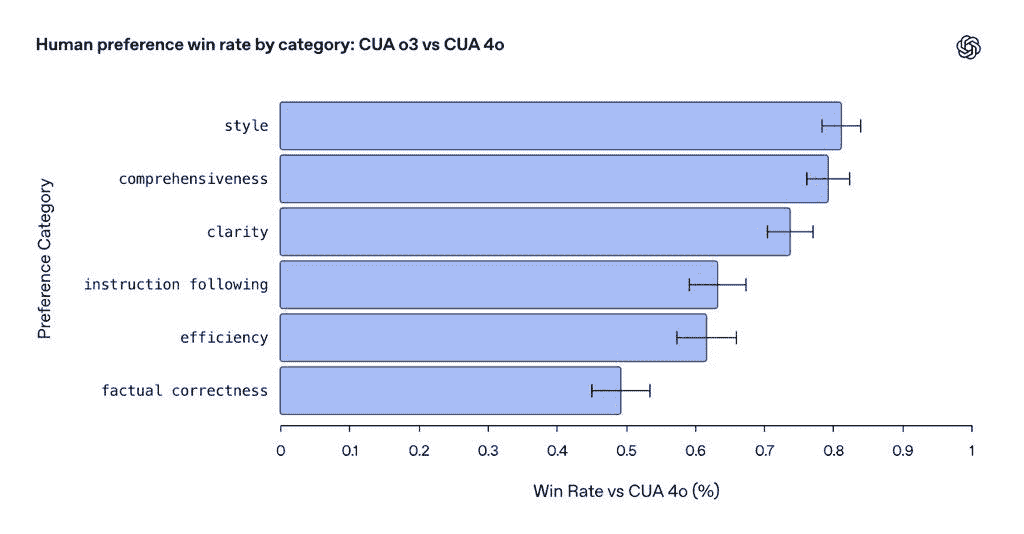 Human preference win rate by category: CUA o3 vs CUA 4o
Preference Category
style
comprehensiveness
clarity
instruction following
efficiency
factual correctness
0 0.1 0.2 0.3 0.4 0.5 0.6 0.7 0.8 0.9 1
Win Rate vs CUA 4o (%)